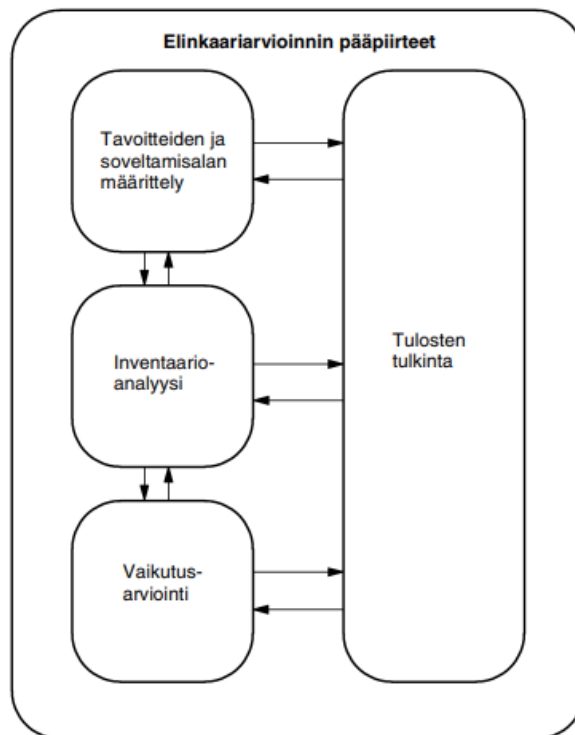 Elinkaariarvioinnin pääpiirteet
Tavoitteiden ja
soveltamisalan
määrittely
Inventaario-
analyysi
Vaikutus-
arviointi
Tulosten
tulkinta